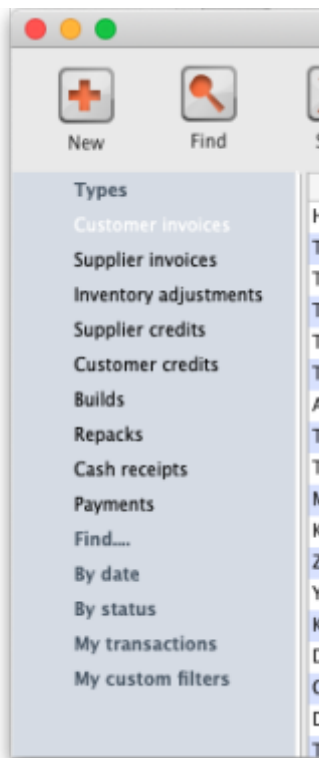 New
Find
Types
Customer invoices
Supplier invoices
Inventory adjustments
Supplier credits
Customer credits
Builds
Repacks
Cash receipts
Payments
Find....
By date
By status
My transactions
My custom filters